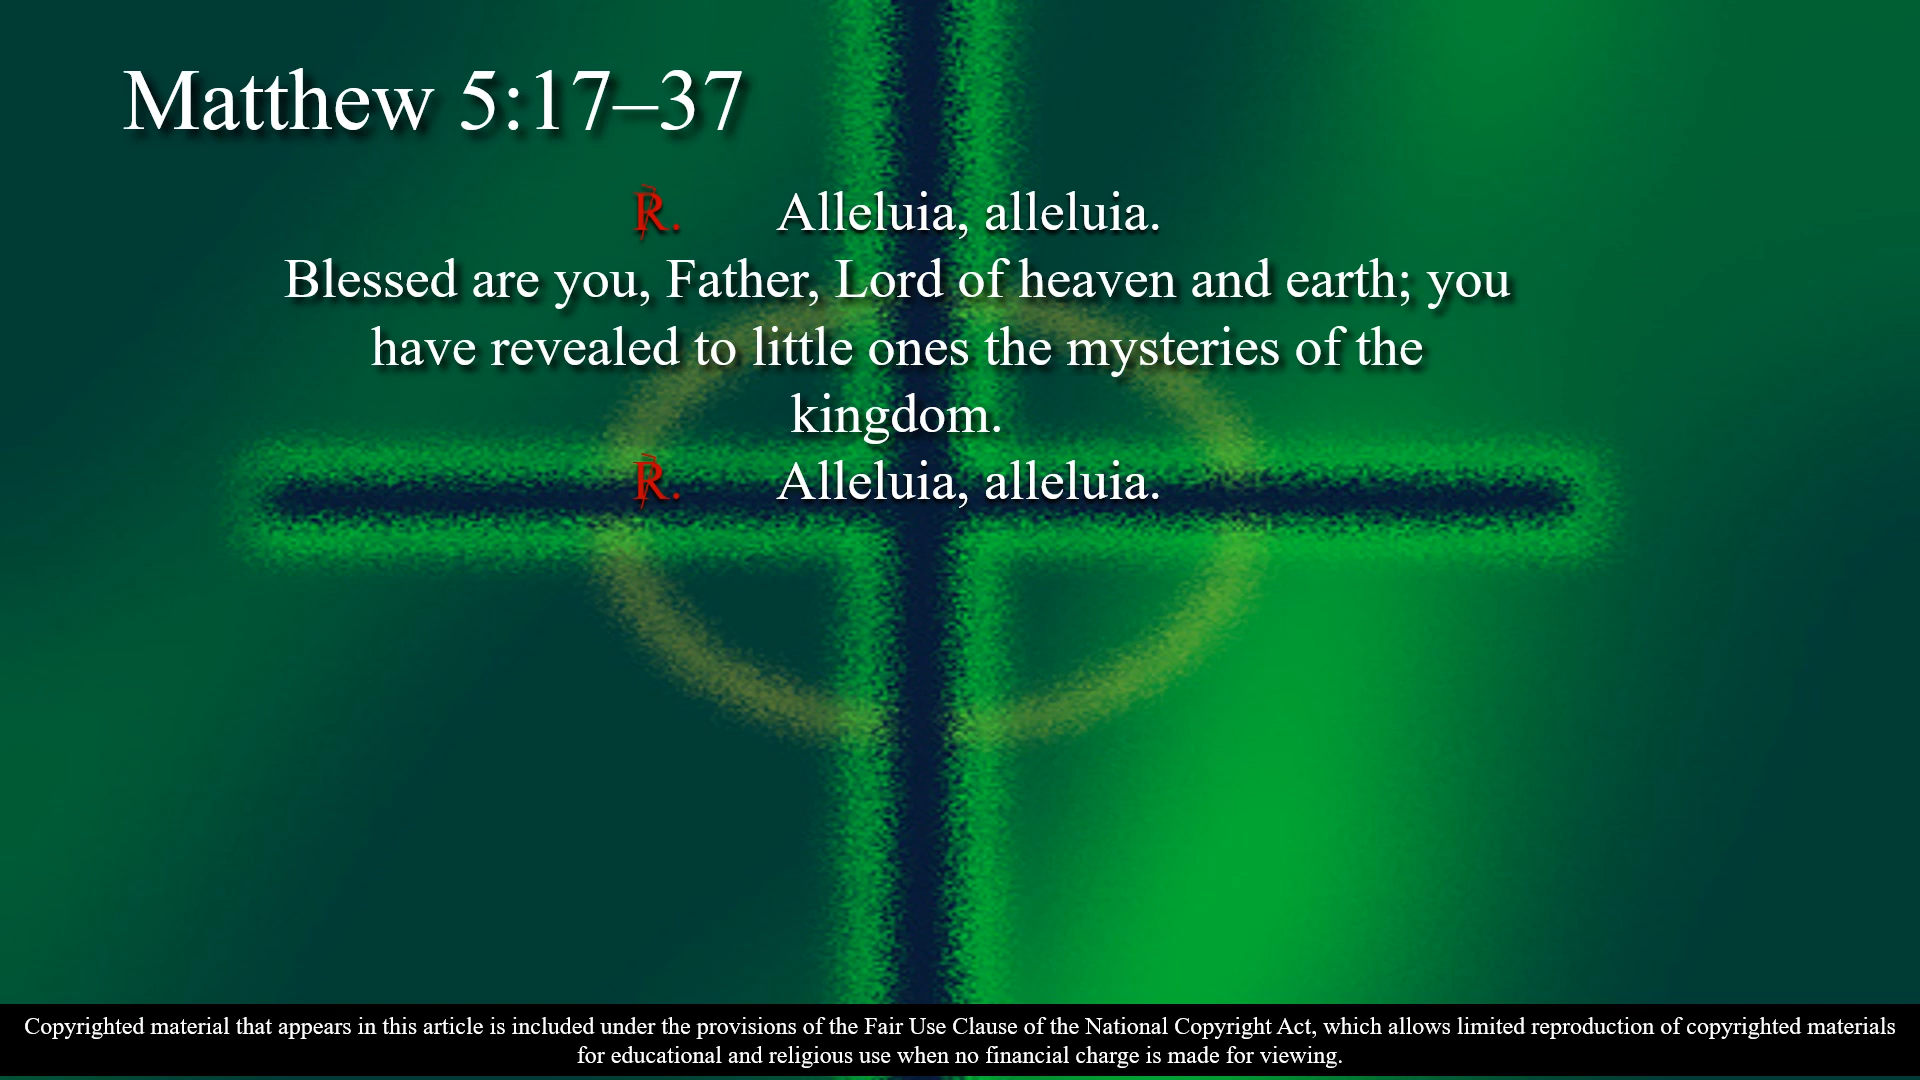 Matthew 5:17–37
℟. Alleluia, alleluia.
Blessed are you, Father, Lord of heaven and earth; you
have revealed to little ones the mysteries of the
kingdom.
℟. Alleluia, alleluia.
Copyrighted material that appears in this article is included under the provisions of the Fair Use Clause of the National Copyright Act, which allows limited reproduction of copyrighted materials
for educational and religious use when no financial charge is made for viewing.